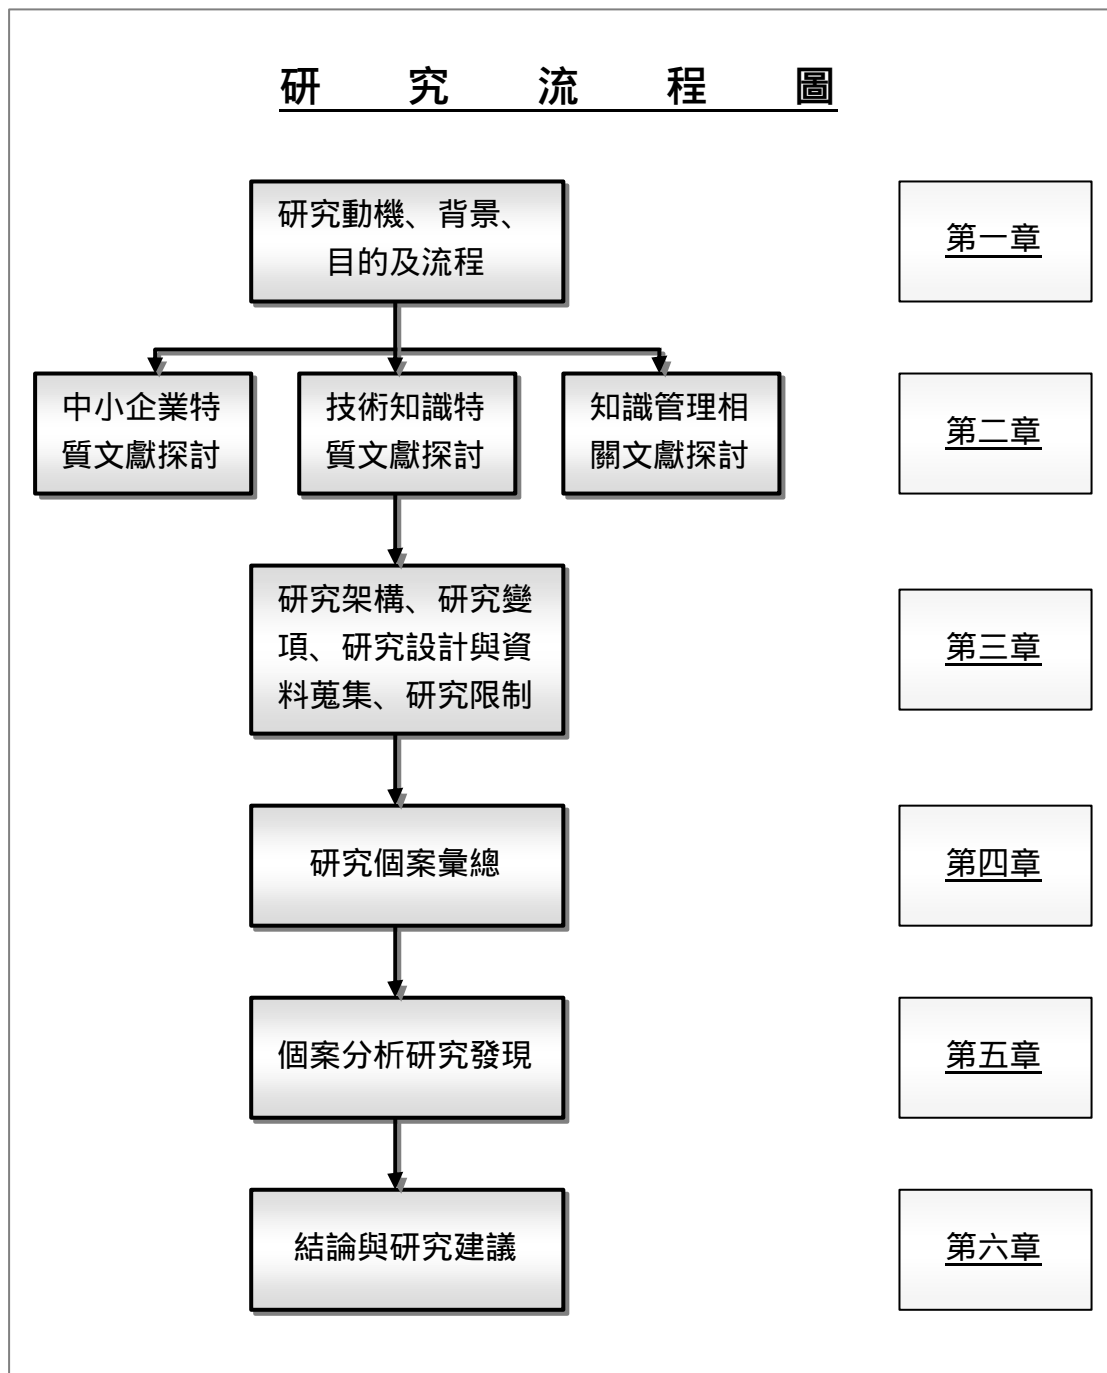 研究流程圖
研究動機、背景、
目的及流程
第一章
中小企業特
質文獻探討
技術知識特
質文獻探討
知識管理相
關文獻探討
第二章
研究架構、研究變
項、研究設計與資
料蒐集、研究限制
第三章
研究個案彙總
第四章
個案分析研究發現
第五章
結論與研究建議
第六章